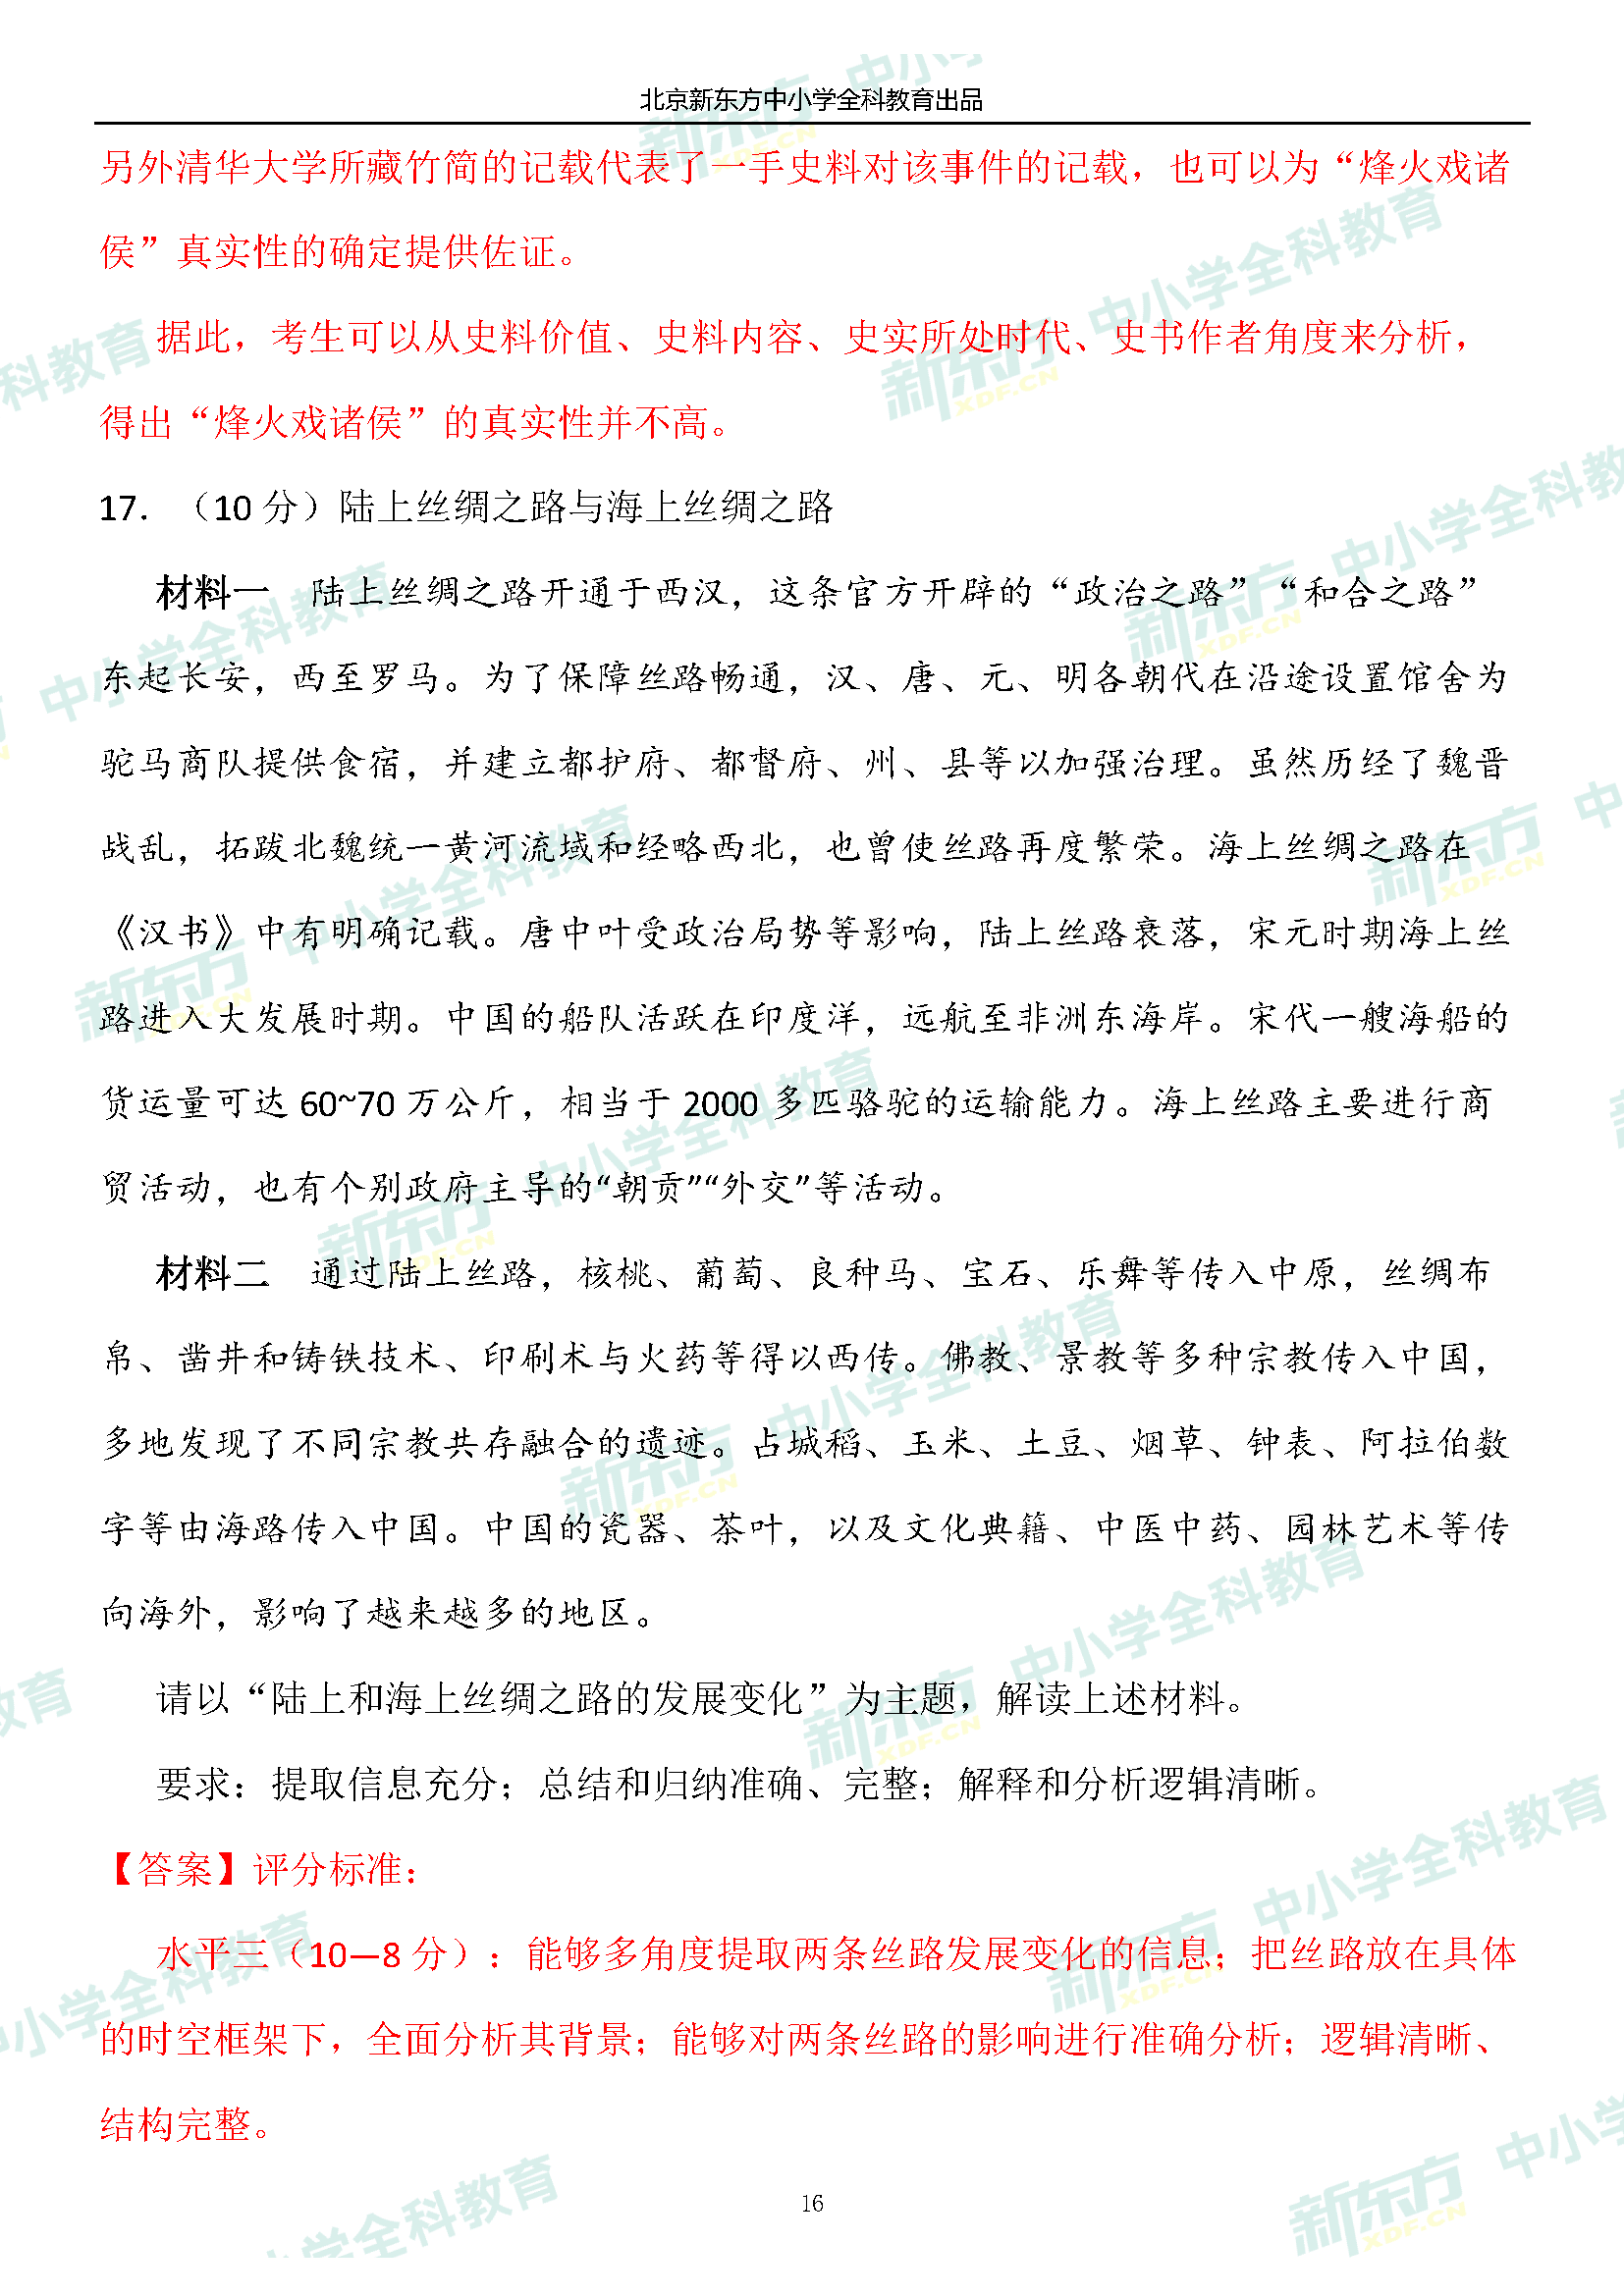 北京新东方中小学全科教育出品
另外清华大学所藏竹简的记载代表了一手史料对该事件的记载，也可以为“烽火戏诸
侯”真实性的确定提供佐证。
据此，考生可以从史料价值、史料内容、史实所处时代、史书作者角度来分析，
得出“烽火戏诸侯”的真实性并不高。
17．（10 分）陆上丝绸之路与海上丝绸之路
材料一　陆上丝绸之路开通于西汉，这条官方开辟的“政治之路”“和合之路”
东起长安，西至罗马。为了保障丝路畅通，汉、唐、元、明各朝代在沿途设置馆舍为
驼马商队提供食宿，并建立都护府、都督府、州、县等以加强治理。虽然历经了魏晋
战乱，拓跋北魏统一黄河流域和经略西北，也曾使丝路再度繁荣。海上丝绸之路在
《汉书》中有明确记载。唐中叶受政治局势等影响，陆上丝路衰落，宋元时期海上丝
路进入大发展时期。中国的船队活跃在印度洋，远航至非洲东海岸。宋代一艘海船的
货运量可达 60~70 万公斤，相当于 2000 多匹骆驼的运输能力。海上丝路主要进行商
贸活动，也有个别政府主导的“朝贡”“外交”等活动。
材料二　通过陆上丝路，核桃、葡萄、良种马、宝石、乐舞等传入中原，丝绸布
帛、凿井和铸铁技术、印刷术与火药等得以西传。佛教、景教等多种宗教传入中国，
多地发现了不同宗教共存融合的遗迹。占城稻、玉米、土豆、烟草、钟表、阿拉伯数
字等由海路传入中国。中国的瓷器、茶叶，以及文化典籍、中医中药、园林艺术等传
向海外，影响了越来越多的地区。
请以“陆上和海上丝绸之路的发展变化”为主题，解读上述材料。
要求：提取信息充分；总结和归纳准确、完整；解释和分析逻辑清晰。
【答案】评分标准：
水平三（10—8 分）：能够多角度提取两条丝路发展变化的信息；把丝路放在具体
的时空框架下，全面分析其背景；能够对两条丝路的影响进行准确分析；逻辑清晰、
结构完整。
16